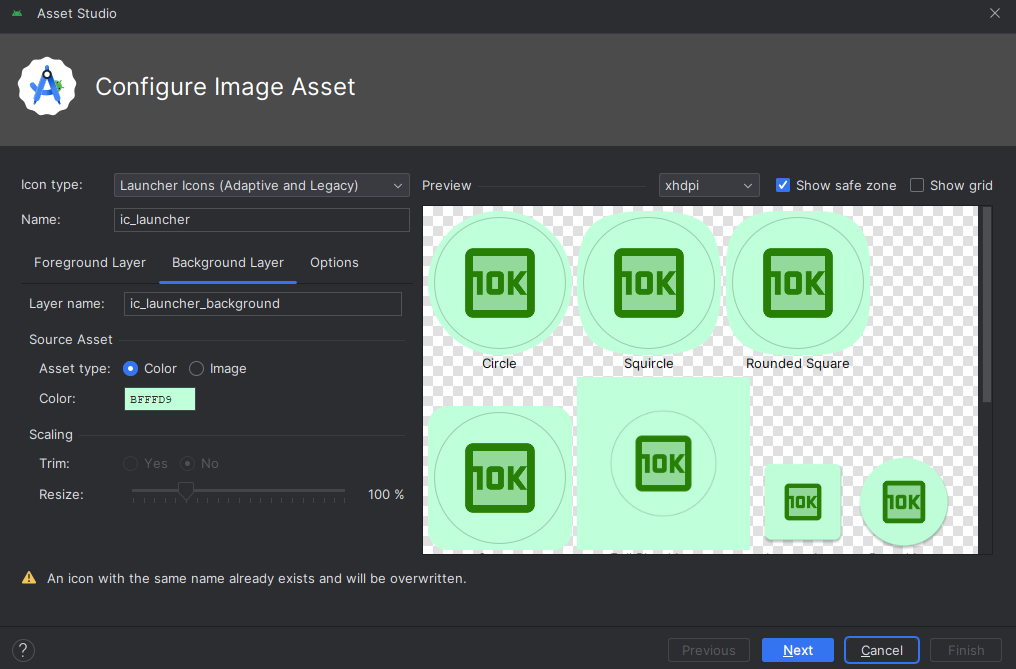 Asset Studio
Configure Image Asset
Icon type: Launcher Icons (Adaptive and Legacy)
Name: ic_launcher
Foreground Layer Background Layer Options
Layer name: ic_launcher_background
Source Asset
Asset type: Color Image
Color: BFFFD9
Scaling
Trim: Yes No
Resize: 100 %
Preview xhdpi Show safe zone Show grid
10K 10K 10K
Circle Squircle Rounded Square
10K 10K 10K 10K
An icon with the same name already exists and will be overwritten.
? Previous Next Cancel Finish